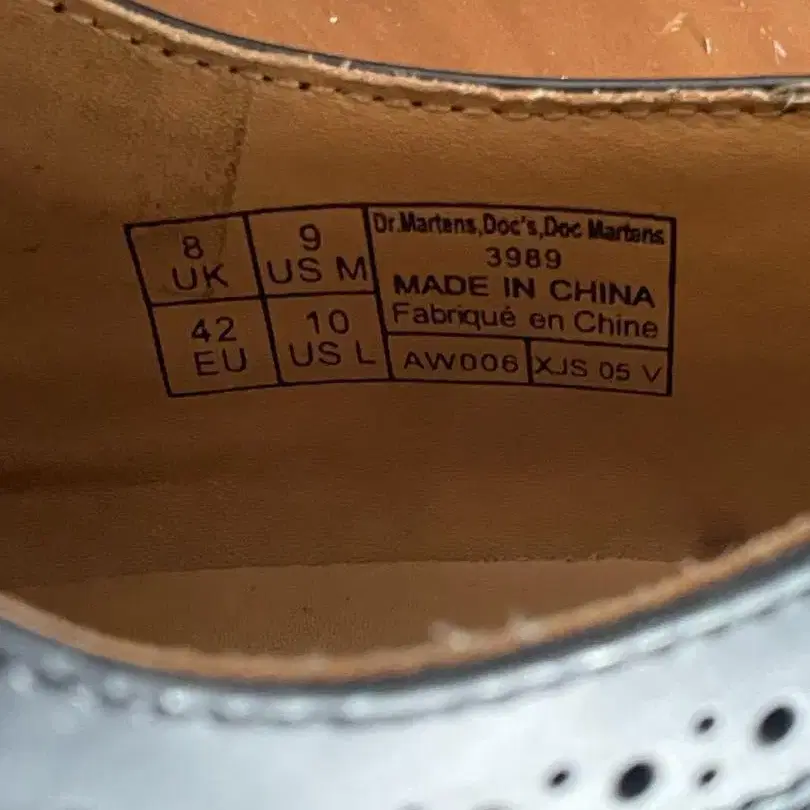 8
UK
9
US M
42
EU
10
US L
Dr.Martens,Doc's,Doc Martens
3989
MADE IN CHINA
Fabriqué en Chine
AW006
XJS 05 V